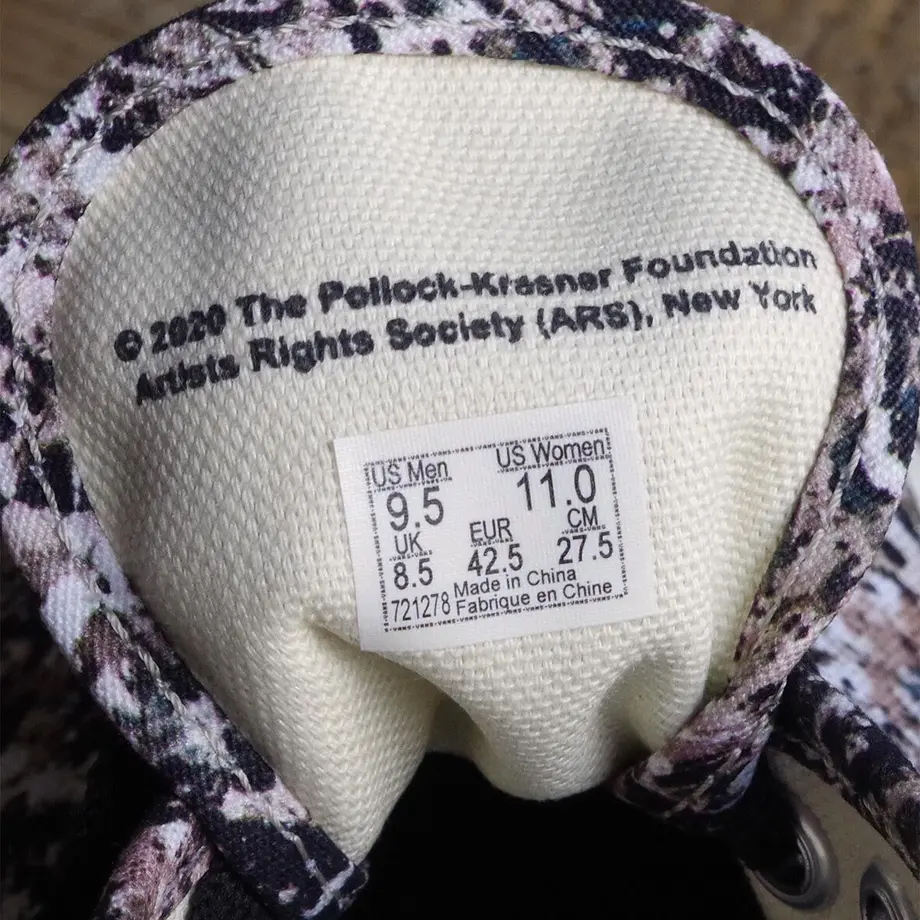 © 2020 The Pollock-Krasner Foundation
Artists Rights Society (ARS), New York
US Men US Women
9.5 11.0
UK EUR CM
8.5 42.5 27.5
721278 Made in China
Fabrique en Chine